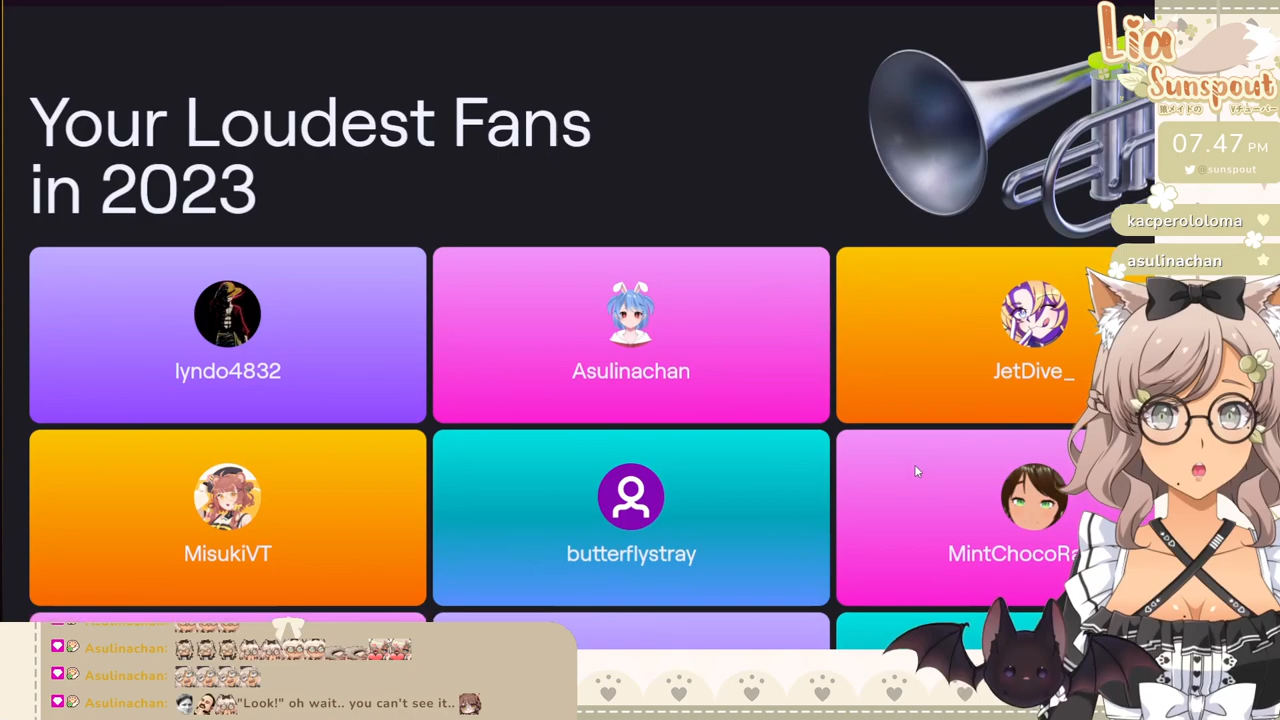 Your Loudest Fans
in 2023
Lia
Sunspout
07.47 PM
@sunspout
kacperololoma
asulinachan
lyndo4832
Asulinachan
JetDive_
MisukiVT
butterflystray
MintChocoRa
Asulinachan:
Asulinachan:
Asulinachan:
Asulinachan: "Look!" oh wait.. you can't see it..